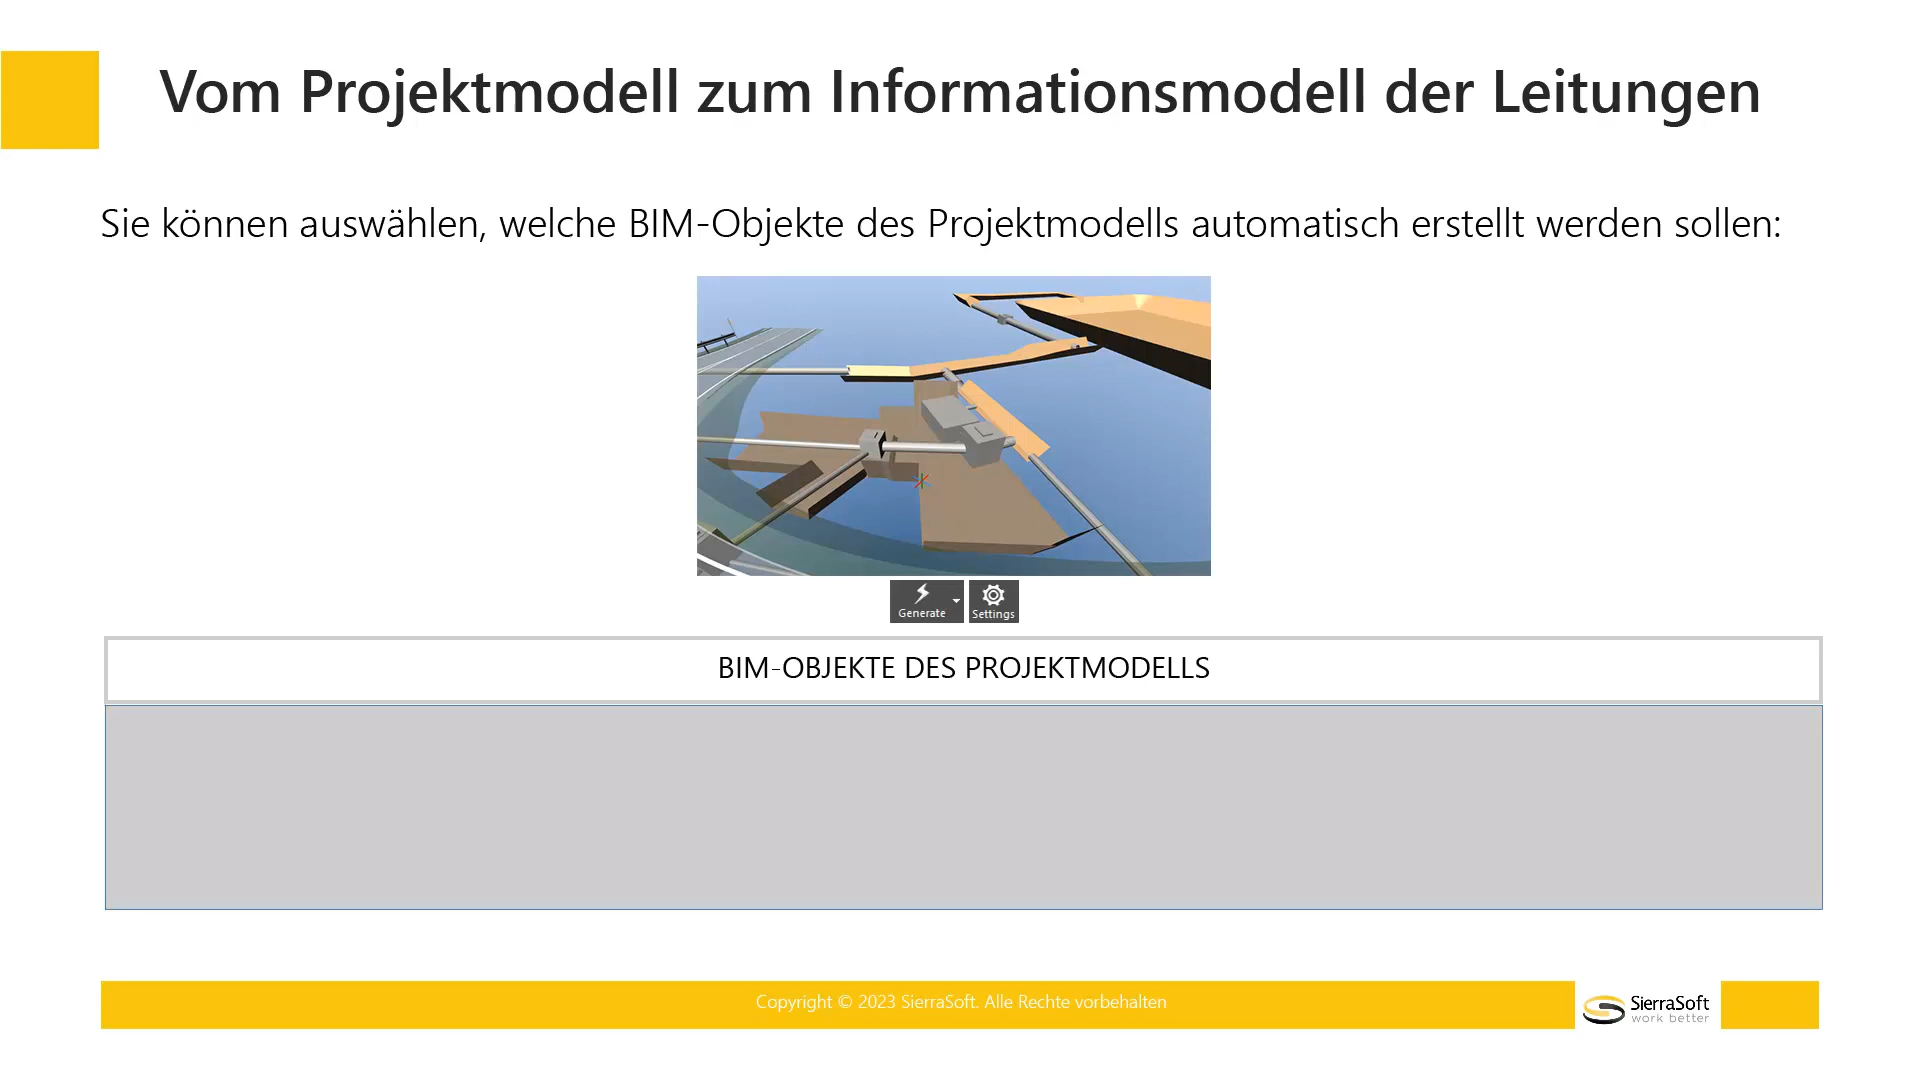 Vom Projektmodell zum Informationsmodell der Leitungen
Sie können auswählen, welche BIM-Objekte des Projektmodells automatisch erstellt werden sollen:
Generate
Settings
BIM-OBJEKTE DES PROJEKTMODELLS
Copyright © 2023 SierraSoft. Alle Rechte vorbehalten
SierraSoft
work better